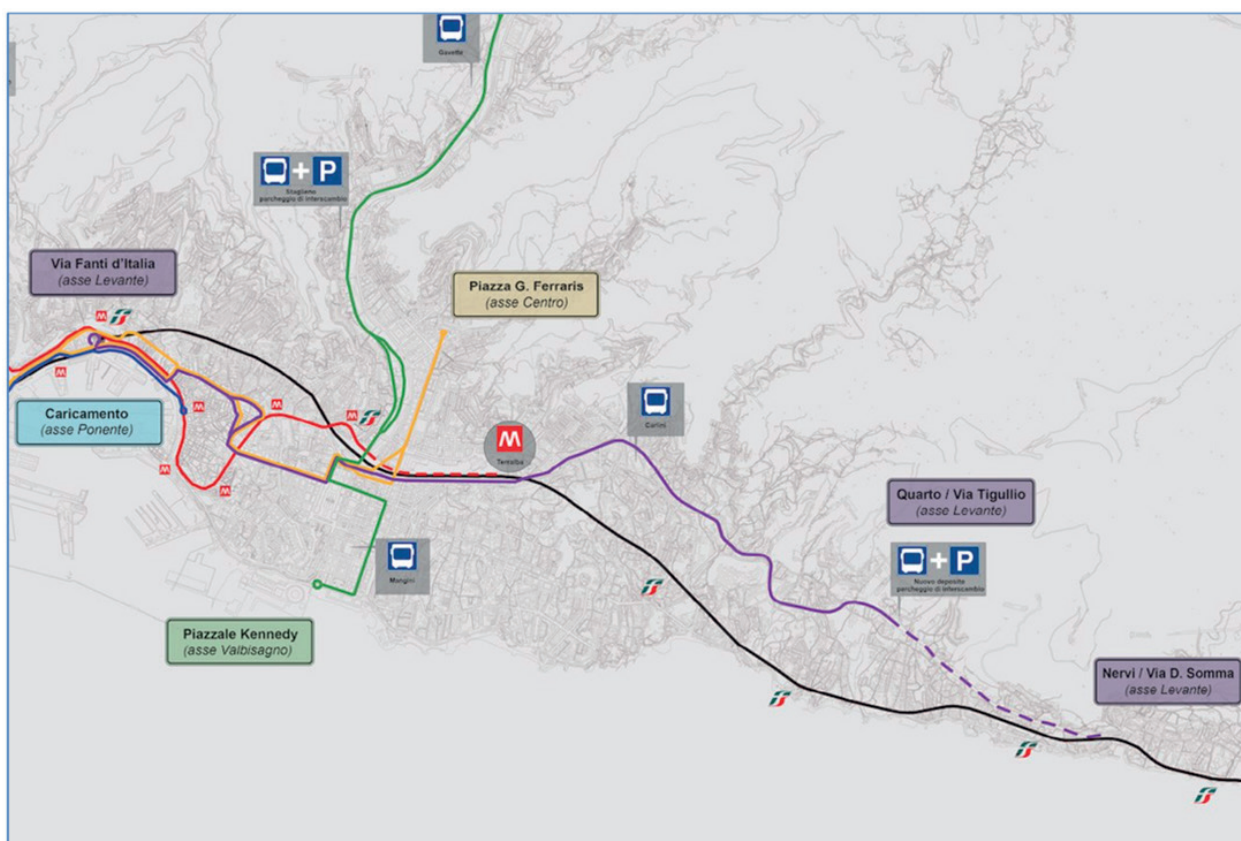 Gavette
P
Staglieno
parcheggio di interscambio
Via Fanti d'Italia
(asse Levante)
Piazza G. Ferraris
(asse Centro)
M
M
Caricamento
(asse Ponente)
M
M
M
M
Terralba
Carini
M
M
Quarto / Via Tigullio
(asse Levante)
P
Nuovo deposito
parcheggio di interscambio
Mangini
Piazzale Kennedy
(asse Valbisagno)
Nervi / Via D. Somma
(asse Levante)